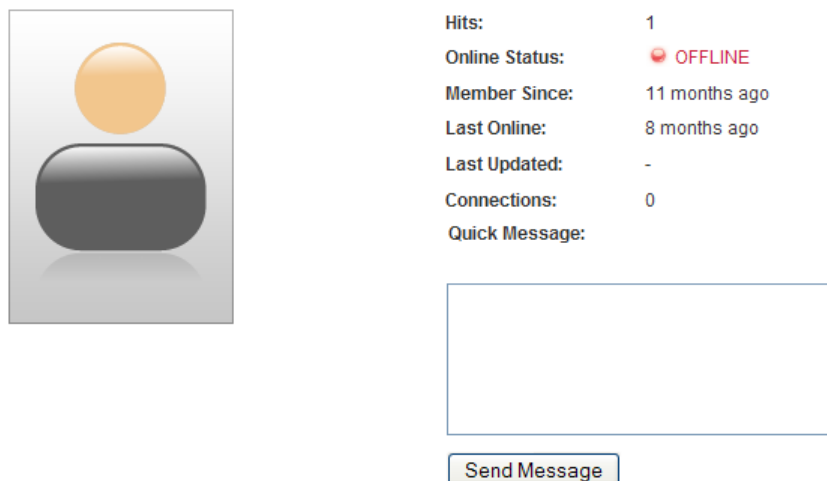 Hits: 1
Online Status: OFFLINE
Member Since: 11 months ago
Last Online: 8 months ago
Last Updated: -
Connections: 0
Quick Message:
Send Message